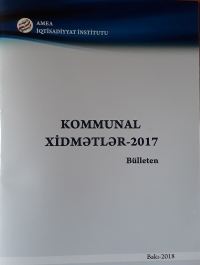 AMEA
İQTİSADİYYAT İNSTİTUTU
KOMMUNAL
XİDMƏTLƏR-2017
Bülleten
Bakı-2018